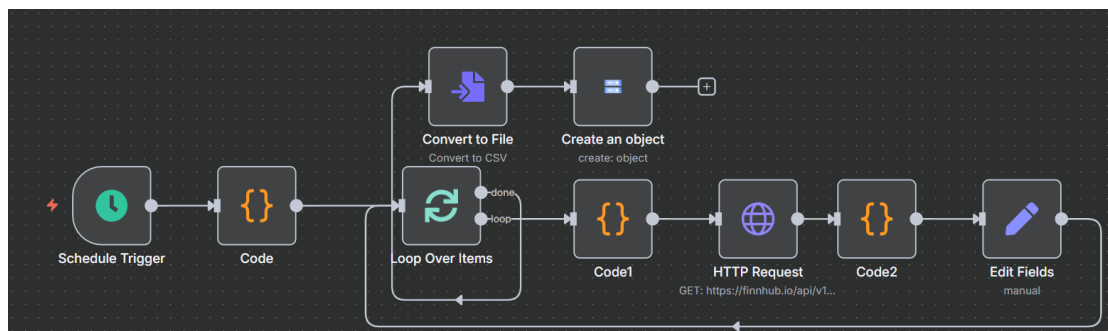 Convert to File
Convert to CSV
Create an object
create: object
Schedule Trigger
{}
Code
Loop Over Items
done
loop
{}
Code1
HTTP Request
GET: https://finnhub.io/api/v1...
{}
Code2
Edit Fields
manual